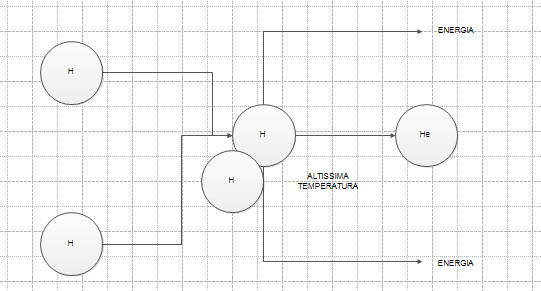 ENERGIA
H
H
He
H
ALTISSIMA
TEMPERATURA
H
ENERGIA